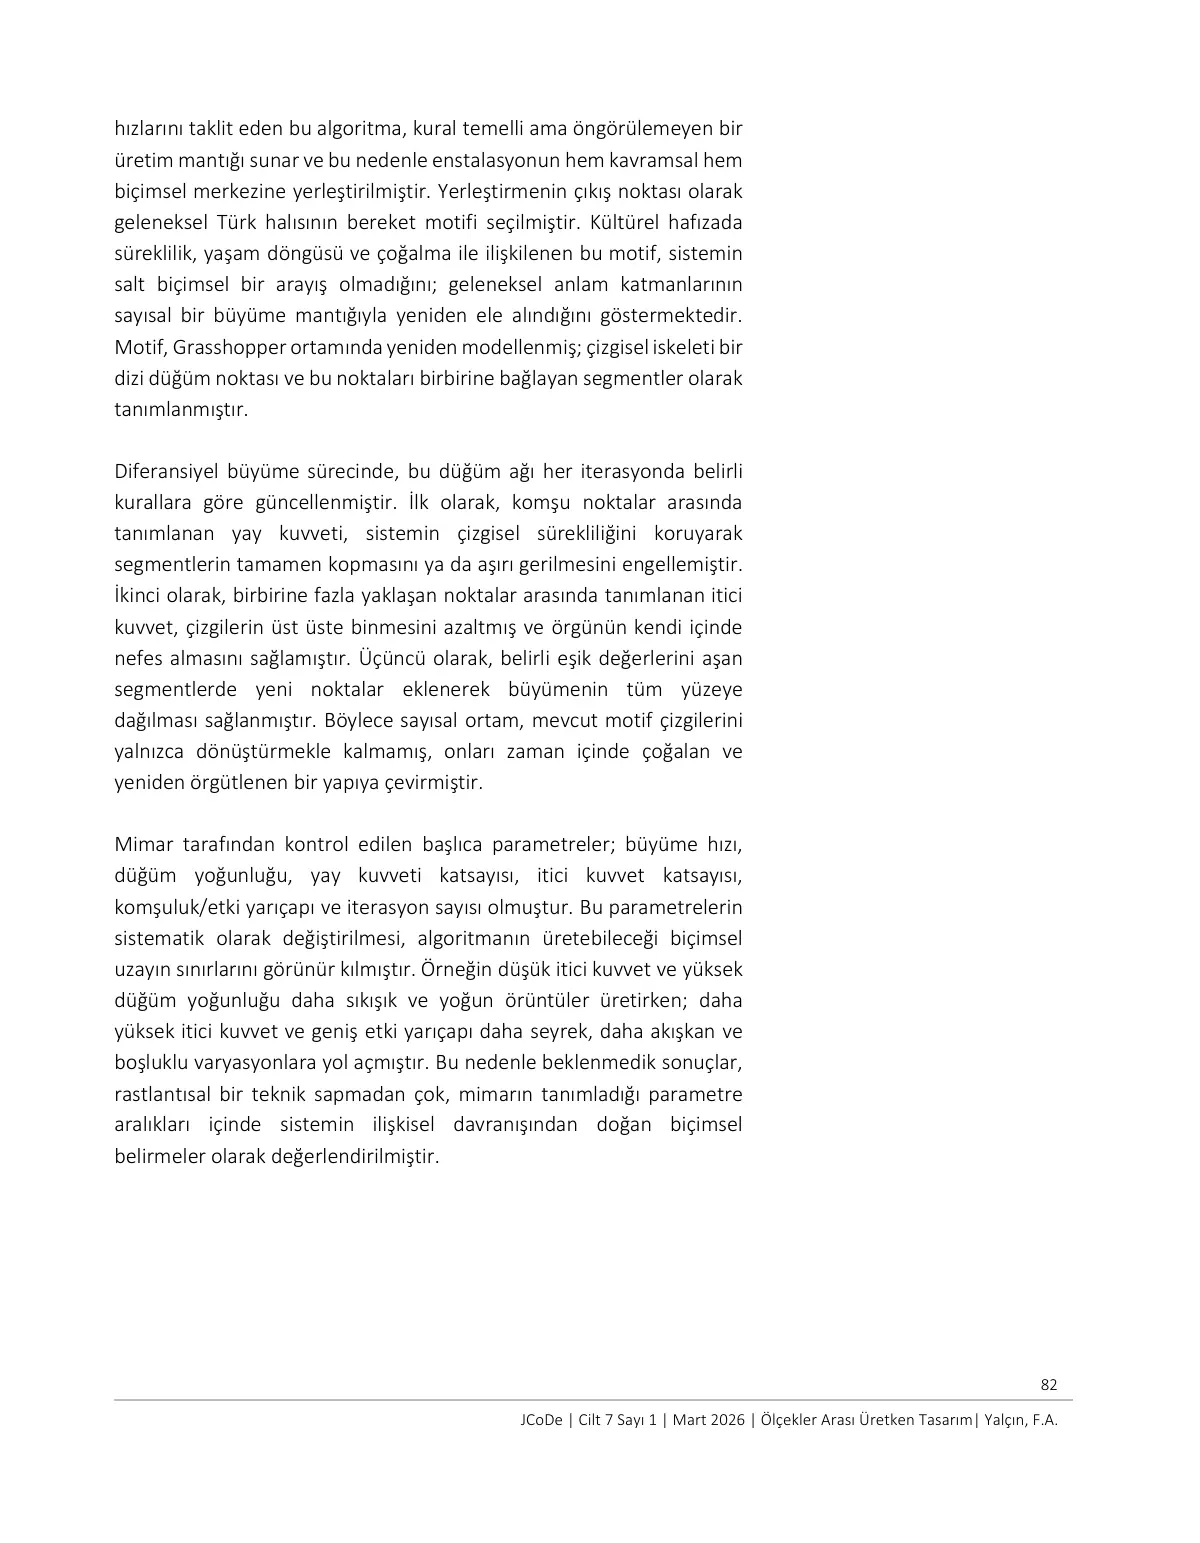 hızlarını taklit eden bu algoritma, kural temelli ama öngörülemeyen bir
üretim mantığı sunar ve bu nedenle enstalasyonun hem kavramsal hem
biçimsel merkezine yerleştirilmiştir. Yerleştirmenin çıkış noktası olarak
geleneksel Türk halısının bereket motifi seçilmiştir. Kültürel hafızada
süreklilik, yaşam döngüsü ve çoğalma ile ilişkilenen bu motif, sistemin
salt biçimsel bir arayış olmadığını; geleneksel anlam katmanlarının
sayısal bir büyüme mantığıyla yeniden ele alındığını göstermektedir.
Motif, Grasshopper ortamında yeniden modellenmiş; çizgisel iskeleti bir
dizi düğüm noktası ve bu noktaları birbirine bağlayan segmentler olarak
tanımlanmıştır.
Diferansiyel büyüme sürecinde, bu düğüm ağı her iterasyonda belirli
kurallara göre güncellenmiştir. İlk olarak, komşu noktalar arasında
tanımlanan yay kuvveti, sistemin çizgisel sürekliliğini koruyarak
segmentlerin tamamen kopmasını ya da aşırı gerilmesini engellemiştir.
İkinci olarak, birbirine fazla yaklaşan noktalar arasında tanımlanan itici
kuvvet, çizgilerin üst üste binmesini azaltmış ve örgünün kendi içinde
nefes almasını sağlamıştır. Üçüncü olarak, belirli eşik değerlerini aşan
segmentlerde yeni noktalar eklenerek büyümenin tüm yüzeye
dağılması sağlanmıştır. Böylece sayısal ortam, mevcut motif çizgilerini
yalnızca dönüştürmekle kalmamış, onları zaman içinde çoğalan ve
yeniden örgütlenen bir yapıya çevirmiştir.
Mimar tarafından kontrol edilen başlıca parametreler; büyüme hızı,
düğüm yoğunluğu, yay kuvveti katsayısı, itici kuvvet katsayısı,
komşuluk/etki yarıçapı ve iterasyon sayısı olmuştur. Bu parametrelerin
sistematik olarak değiştirilmesi, algoritmanın üretebileceği biçimsel
uzayın sınırlarını görünür kılmıştır. Örneğin düşük itici kuvvet ve yüksek
düğüm yoğunluğu daha sıkışık ve yoğun örüntüler üretirken; daha
yüksek itici kuvvet ve geniş etki yarıçapı daha seyrek, daha akışkan ve
boşluklu varyasyonlara yol açmıştır. Bu nedenle beklenmedik sonuçlar,
rastlantısal bir teknik sapmadan çok, mimarın tanımladığı parametre
aralıkları içinde sistemin ilişkisel davranışından doğan biçimsel
belirmeler olarak değerlendirilmiştir.
82
JCoDe | Cilt 7 Sayı 1 | Mart 2026 | Ölçekler Arası Üretken Tasarım| Yalçın, F.A.